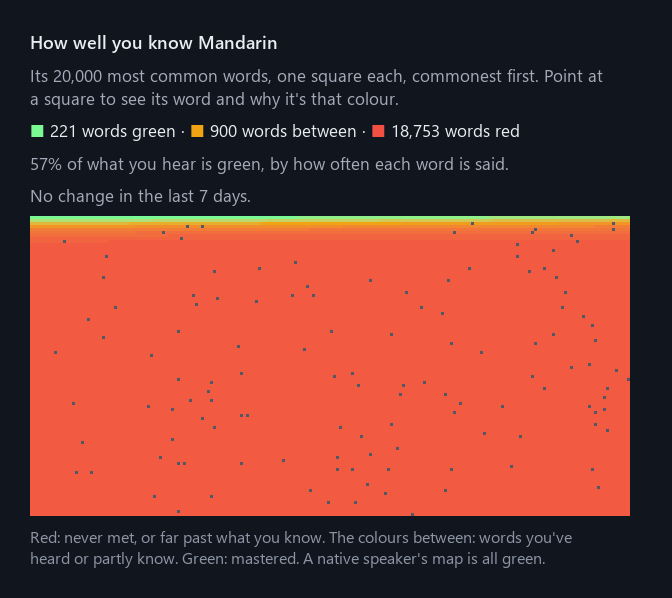 How well you know Mandarin
Its 20,000 most common words, one square each, commonest first. Point at
a square to see its word and why it's that colour.
221 words green · 900 words between · 18,753 words red
57% of what you hear is green, by how often each word is said.
No change in the last 7 days.
Red: never met, or far past what you know. The colours between: words you've
heard or partly know. Green: mastered. A native speaker's map is all green.